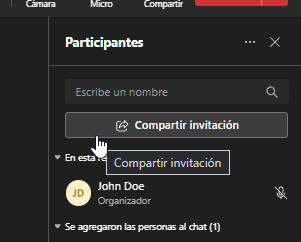 Cámara Micro Compartir
Participantes
Escribe un nombre
Compartir invitación
En esta
Compartir invitación
JD John Doe
Organizador
Se agregaron las personas al chat (1)